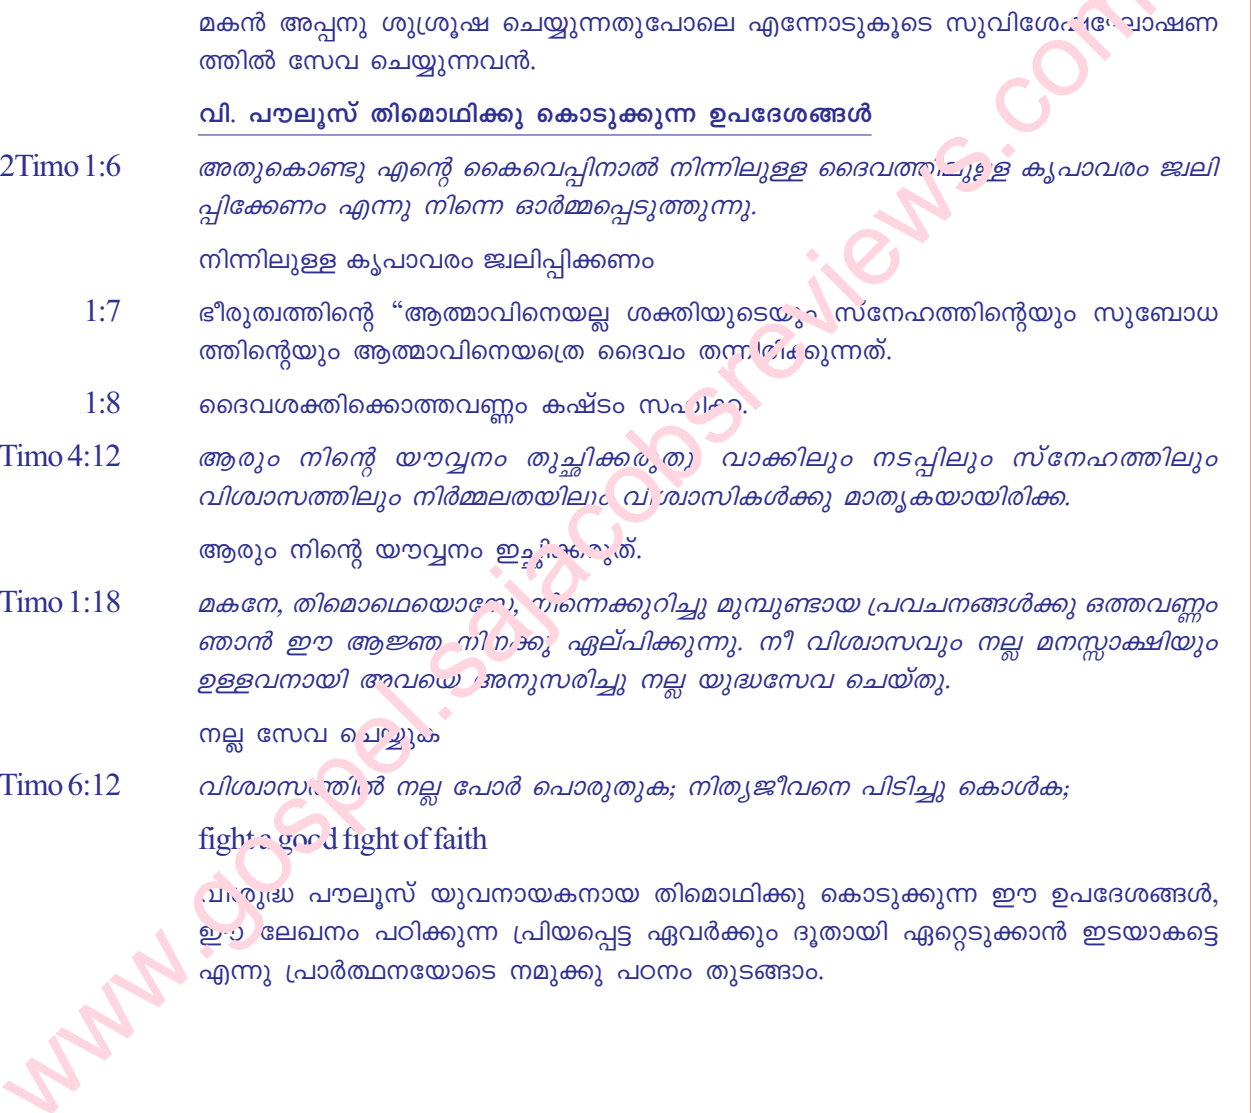 മകൻ അപ്പനു ശുശ്രൂഷ ചെയ്യുന്നതുപോലെ എന്നോടുകൂടെ സുവിശേഷഘോഷണ
ത്തിൽ സേവ ചെയ്യുന്നവൻ.
വി. പൗലൂസ് തിമൊഥിക്കു കൊടുക്കുന്ന ഉപദേശങ്ങൾ
2Timo 1:6 അതുകൊണ്ടു എന്റെ കൈവെപ്പിനാൽ നിന്നിലുള്ള ദൈവത്തിലുള്ള കൃപാവരം ജ്വലി
പ്പിക്കേണം എന്നു നിന്നെ ഓർമ്മപ്പെടുത്തുന്നു.
നിന്നിലുള്ള കൃപാവരം ജ്വലിപ്പിക്കണം
1:7 ഭീരുത്വത്തിന്റെ “ആത്മാവിനെയല്ല ശക്തിയുടെയും സ്നേഹത്തിന്റെയും സുബോധ
ത്തിന്റെയും ആത്മാവിനെയത്രെ ദൈവം തന്നിരിക്കുന്നത്.
1:8 ദൈവശക്തിക്കൊത്തവണ്ണം കഷ്ടം സഹിക്ക.
Timo 4:12 ആരും നിന്റെ യൗവ്വനം തുച്ഛിക്കരുതു വാക്കിലും നടപ്പിലും സ്നേഹത്തിലും
വിശ്വാസത്തിലും നിർമ്മലതയിലും വിശ്വാസികൾക്കു മാതൃകയായിരിക്ക.
ആരും നിന്റെ യൗവ്വനം ഇച്ഛിക്കരുത്.
Timo 1:18 മകനേ, തിമൊഥെയൊസേ, നിന്നെക്കുറിച്ചു മുമ്പുണ്ടായ പ്രവചനങ്ങൾക്കു ഒത്തവണ്ണം
ഞാൻ ഈ ആജ്ഞ നിനക്കു ഏല്പിക്കുന്നു. നീ വിശ്വാസവും നല്ല മനസ്സാക്ഷിയും
ഉള്ളവനായി അവയെ അനുസരിച്ചു നല്ല യുദ്ധസേവ ചെയ്തു.
നല്ല സേവ ചെയ്യുക
Timo 6:12 വിശ്വാസത്തിൽ നല്ല പോർ പൊരുതുക; നിത്യജീവനെ പിടിച്ചു കൊൾക;
fight a good fight of faith
വിശുദ്ധ പൗലൂസ് യുവനായകനായ തിമൊഥിക്കു കൊടുക്കുന്ന ഈ ഉപദേശങ്ങൾ,
ഈ ലേഖനം പഠിക്കുന്ന പ്രിയപ്പെട്ട ഏവർക്കും ദൂതായി ഏറ്റെടുക്കാൻ ഇടയാകട്ടെ
എന്നു പ്രാർത്ഥനയോടെ നമുക്കു പഠനം തുടങ്ങാം.
www.gospel.sajacobsreviews.com